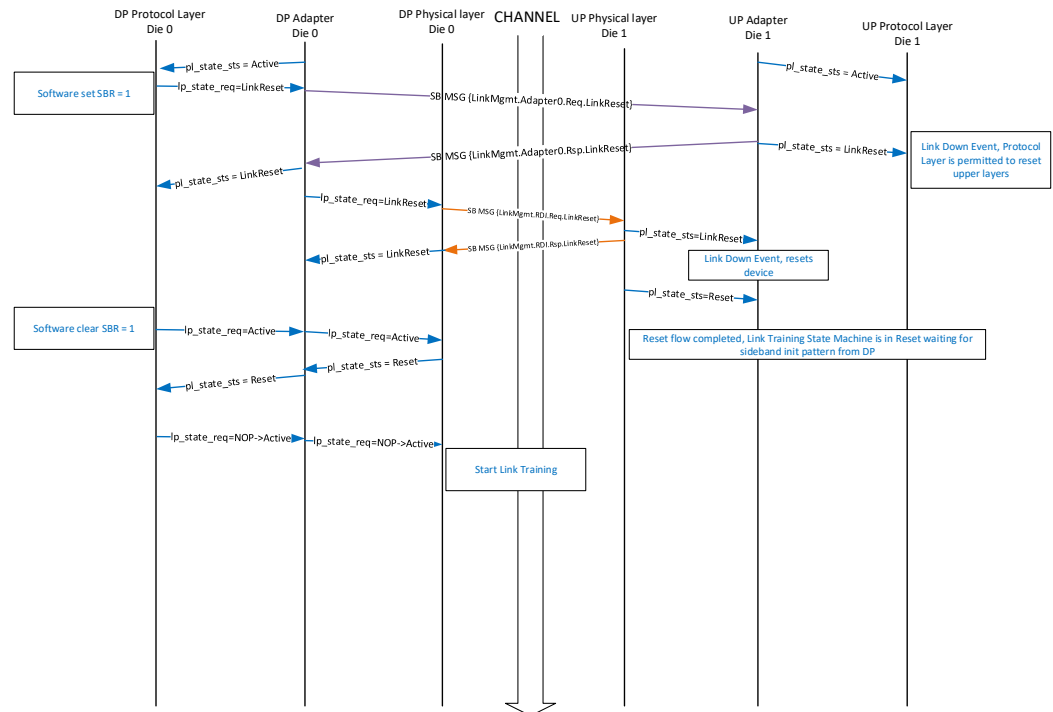 DP Protocol Layer
Die 0
DP Adapter
Die 0
DP Physical layer
Die 0
CHANNEL
UP Physical layer
Die 1
UP Adapter
Die 1
UP Protocol Layer
Die 1
pl_state_sts = Active
pl_state_sts = Active
Software set SBR = 1
lp_state_req=LinkReset
SB MSG {LinkMgmt.Adapter0.Req.LinkReset}
SB MSG {LinkMgmt.Adapter0.Rsp.LinkReset}
pl_state_sts = LinkReset
Link Down Event, Protocol
Layer is permitted to reset
upper layers
pl_state_sts = LinkReset
lp_state_req=LinkReset
SB MSG {LinkMgmt.RDI.Req.LinkReset}
pl_state_sts=LinkReset
SB MSG {LinkMgmt.RDI.Rsp.LinkReset}
pl_state_sts = LinkReset
Link Down Event, resets
device
pl_state_sts=Reset
Software clear SBR = 1
lp_state_req=Active
lp_state_req=Active
Reset flow completed, Link Training State Machine is in Reset waiting for
sideband init pattern from DP
pl_state_sts = Reset
pl_state_sts = Reset
lp_state_req=NOP->Active
lp_state_req=NOP->Active
Start Link Training